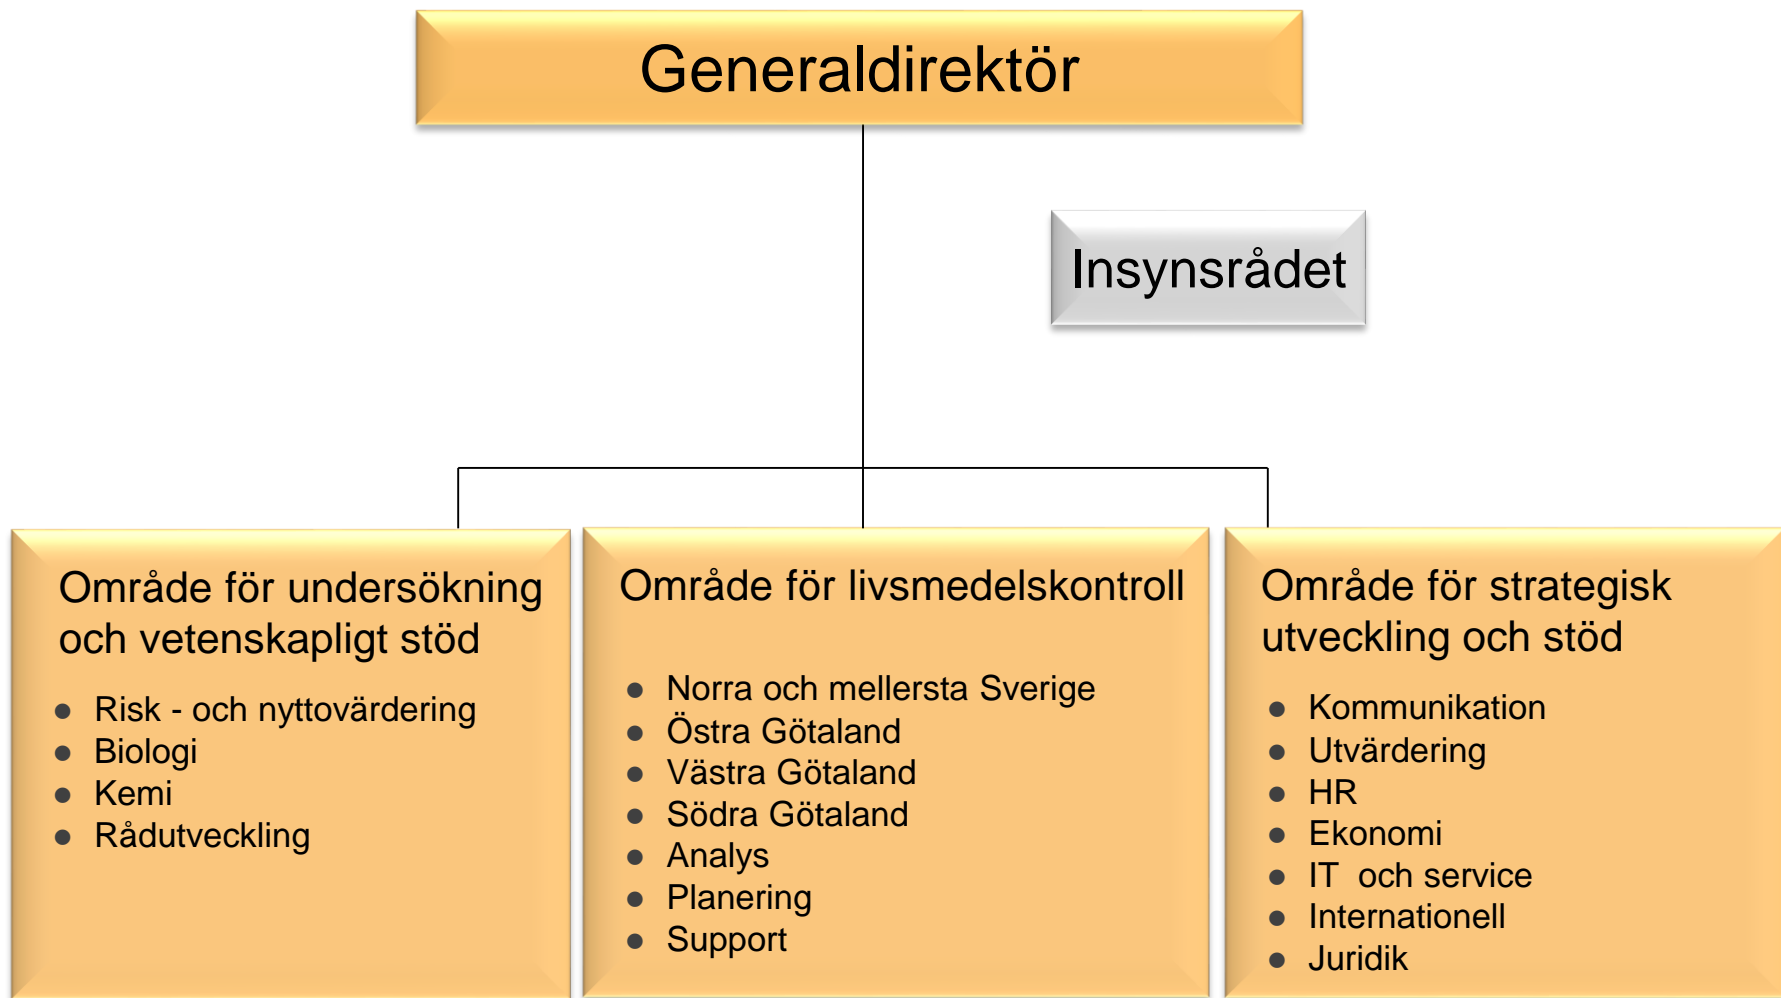 Generaldirektör
Insynsrådet
Område för undersökning
och vetenskapligt stöd
● Risk - och nyttovärdering
● Biologi
● Kemi
● Rådutveckling
Område för livsmedelskontroll
● Norra och mellersta Sverige
● Östra Götaland
● Västra Götaland
● Södra Götaland
● Analys
● Planering
● Support
Område för strategisk
utveckling och stöd
● Kommunikation
● Utvärdering
● HR
● Ekonomi
● IT  och service
● Internationell
● Juridik